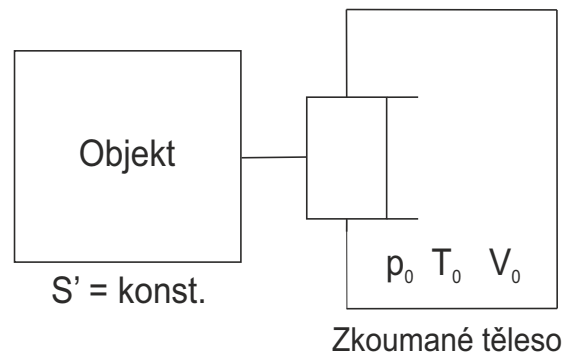 Objekt
p₀ T₀ V₀
S' = konst.
Zkoumané těleso